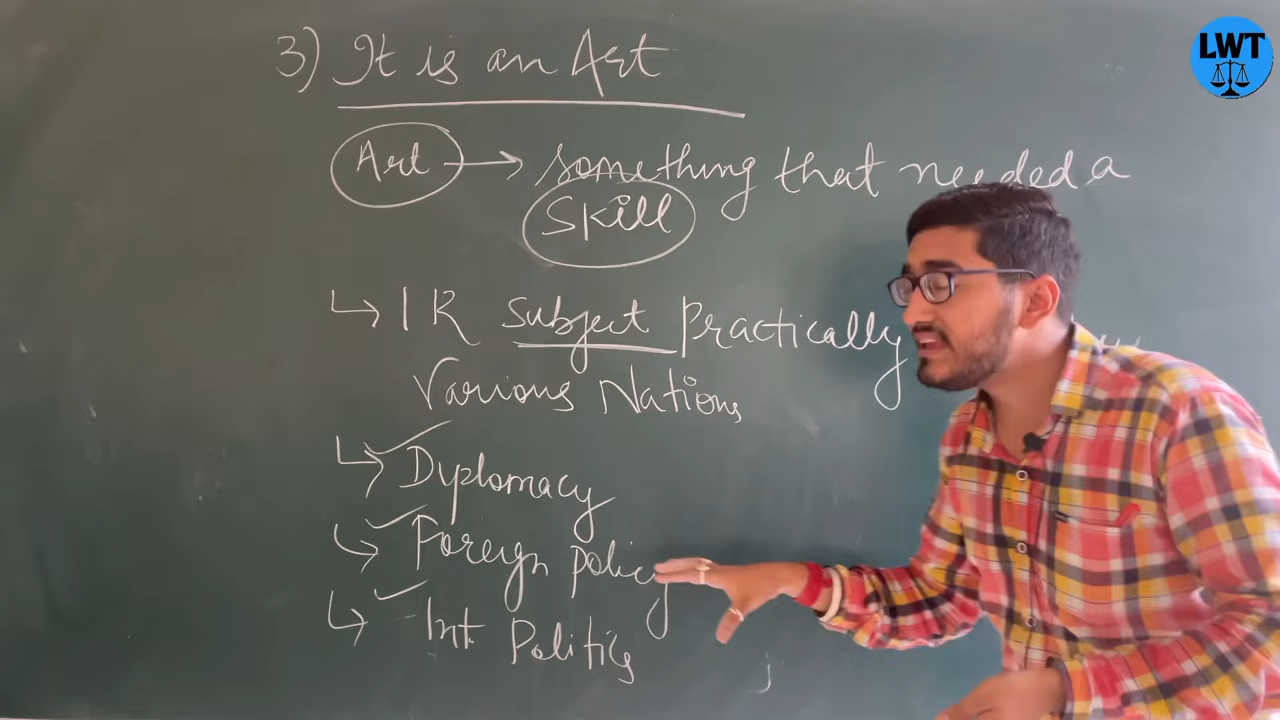 3) It is an Art
Art → something that needed a
Skill
↳ IR Subject Practically
Various Nations
↳ ✓ Diplomacy
↳ ✓ Foreign policy
↳ ✓ Int. Politics
LWT